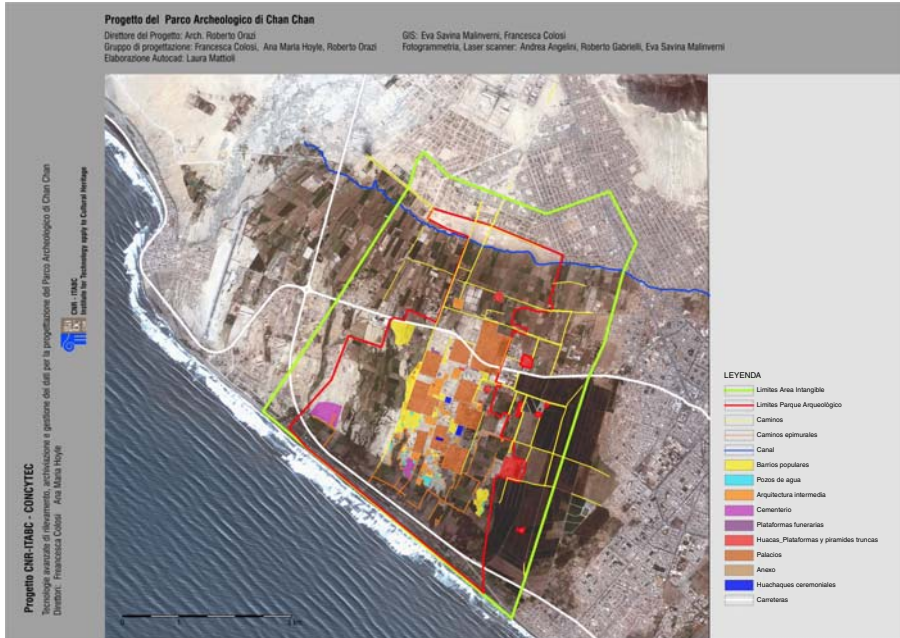 Progetto del Parco Archeologico di Chan Chan
Direttore del Progetto: Arch. Roberto Orazi
Gruppo di progettazione: Francesca Colosi, Ana Maria Hoyle, Roberto Orazi
Elaborazione Autocad: Laura Mattioli
GIS: Eva Savina Malinverni, Francesca Colosi
Fotogrammetria, Laser scanner: Andrea Angelini, Roberto Gabrielli, Eva Savina Malinverni
Progetto CNR-ITABC - CONCYTEC
Tecnologie avanzate di rilevamento, archiviazione e gestione dei dati per la progettazione del Parco Archeologico di Chan Chan
Direttori: Freancesca Colosi Ana Maria Hoyle
CNR - ITABC
Institute for Technology apply to Cultural Heritage
LEYENDA
Limites Area Intangible
Limites Parque Arqueològico
Caminos
Caminos epimurales
Canal
Barrios populares
Pozos de agua
Arquitectura intermedia
Cementerio
Plataformas funerarias
Huacas_Plataformas y piramides truncas
Palacios
Anexo
Huachaques ceremoniales
Carreteras
0
km